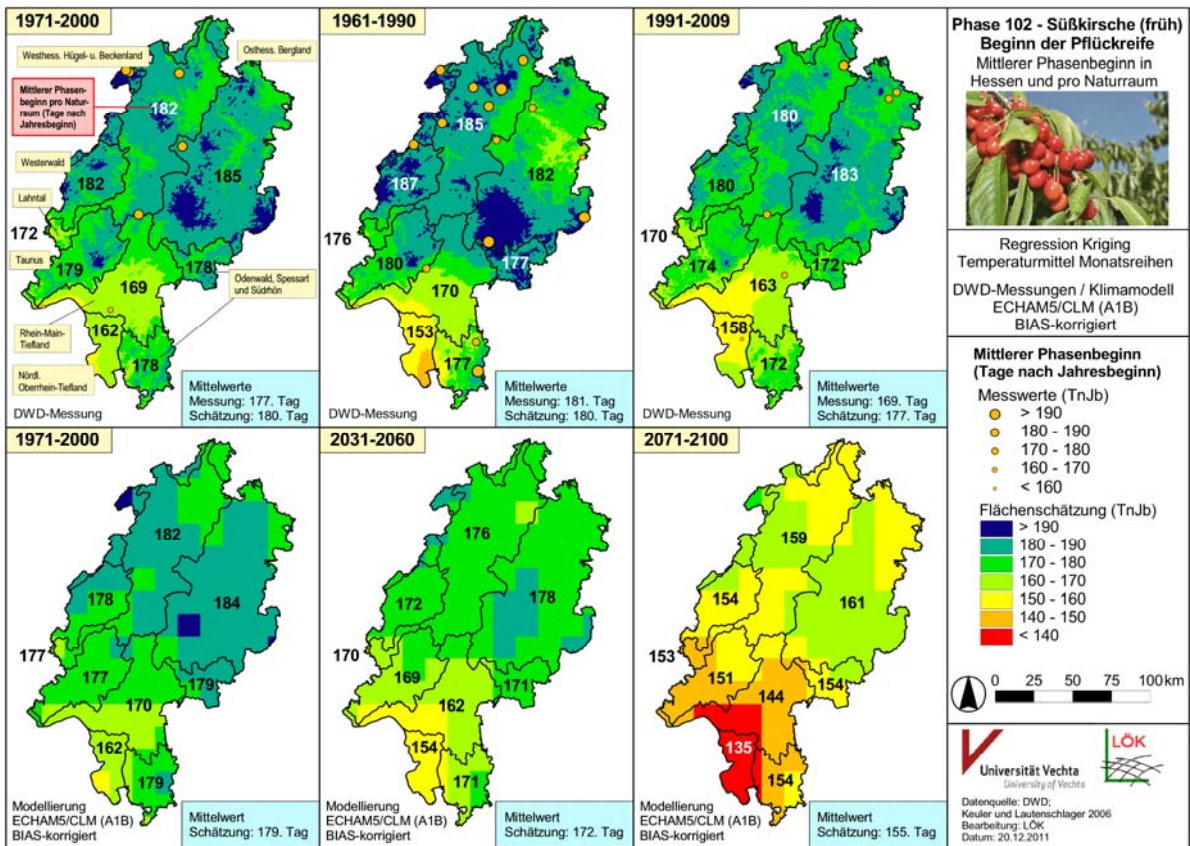 1971-2000
Westhess. Hügel- u. Beckenland
Osthess. Bergland
Mittlerer Phasen-
beginn pro Natur-
raum (Tage nach
Jahresbeginn)
182
Westerwald
182
185
Lahntal
172
Taunus
179
178
169
Odenwald, Spessart
und Südrhön
Rhein-Main-
Tiefland
162
178
Nördl.
Oberrhein-Tiefland
DWD-Messung
Mittelwerte
Messung: 177. Tag
Schätzung: 180. Tag
1961-1990
185
187
182
176
180
177
170
153
177
DWD-Messung
Mittelwerte
Messung: 181. Tag
Schätzung: 180. Tag
1991-2009
180
180
183
170
174
172
163
158
172
Mittelwerte
Messung: 169. Tag
Schätzung: 177. Tag
1971-2000
182
178
184
177
177
179
170
162
179
Modellierung
ECHAM5/CLM (A1B)
BIAS-korrigiert
Mittelwert
Schätzung: 179. Tag
2031-2060
176
172
178
170
169
171
162
154
171
Mittelwert
Schätzung: 172. Tag
2071-2100
159
154
161
153
151
154
144
135
154
Modellierung
ECHAM5/CLM (A1B)
BIAS-korrigiert
Mittelwert
Schätzung: 155. Tag
Phase 102 - Süßkirsche (früh)
Beginn der Pflückreife
Mittlerer Phasenbeginn in
Hessen und pro Naturraum
Regression Kriging
Temperaturmittel Monatsreihen
DWD-Messungen / Klimamodell
ECHAM5/CLM (A1B)
BIAS-korrigiert
Mittlerer Phasenbeginn
(Tage nach Jahresbeginn)
Messwerte (TnJb)
> 190
180 - 190
170 - 180
160 - 170
< 160
Flächenschätzung (TnJb)
> 190
180 - 190
170 - 180
160 - 170
150 - 160
140 - 150
< 140
0 25 50 75 100 km
Universität Vechta
University of Vechta
LÖK
Datenquelle: DWD;
Keuler und Lautenschlager 2006
Bearbeitung: LÖK
Datum: 20.12.2011